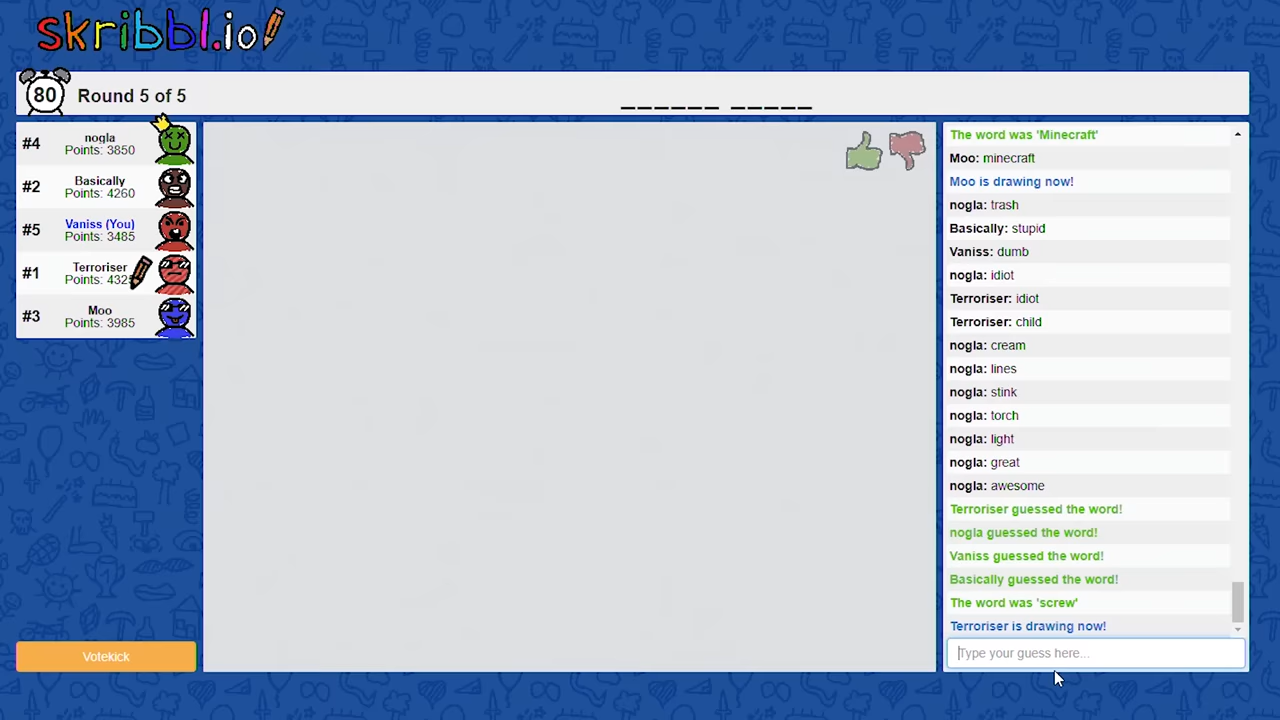 skribbl.io
80
Round 5 of 5
______ _____
#4
nogla
Points: 3850
#2
Basically
Points: 4260
#5
Vaniss (You)
Points: 3485
#1
Terroriser
Points: 4325
#3
Moo
Points: 3985
Votekick
The word was 'Minecraft'
Moo: minecraft
Moo is drawing now!
nogla: trash
Basically: stupid
Vaniss: dumb
nogla: idiot
Terroriser: idiot
Terroriser: child
nogla: cream
nogla: lines
nogla: stink
nogla: torch
nogla: light
nogla: great
nogla: awesome
Terroriser guessed the word!
nogla guessed the word!
Vaniss guessed the word!
Basically guessed the word!
The word was 'screw'
Terroriser is drawing now!
Type your guess here...